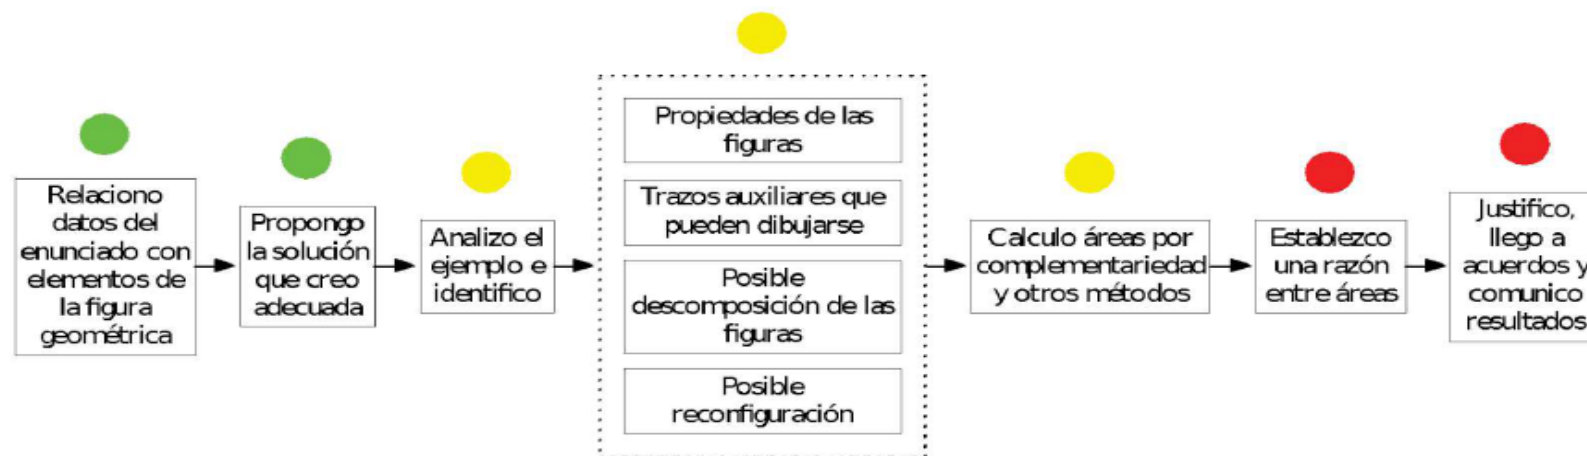 Relaciono
datos del
enunciado con
elementos de
la figura
geométrica
Propongo
la solución
que creo
adecuada
Analizo el
ejemplo e
identifico
Propiedades de las
figuras
Trazos auxiliares que
pueden dibujarse
Posible
descomposición de las
figuras
Posible
reconfiguración
Calculo áreas por
complementariedad
y otros métodos
Establezco
una razón
entre áreas
Justifico,
llego a
acuerdos y
comunico
resultados